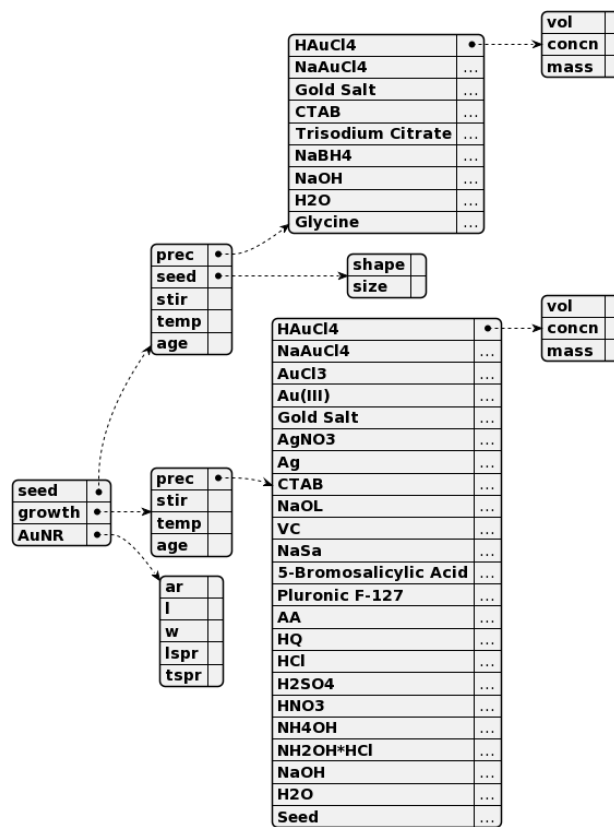 vol
concn
mass
HAuCl4
NaAuCl4 ...
Gold Salt ...
CTAB ...
Trisodium Citrate ...
NaBH4 ...
NaOH ...
H2O ...
Glycine ...
prec
seed
stir
temp
age
shape
size
vol
concn
mass
HAuCl4
NaAuCl4 ...
AuCl3 ...
Au(III) ...
Gold Salt ...
AgNO3 ...
Ag ...
CTAB ...
NaOL ...
VC ...
NaSa ...
5-Bromosalicylic Acid ...
Pluronic F-127 ...
AA ...
HQ ...
HCl ...
H2SO4 ...
HNO3 ...
NH4OH ...
NH2OH*HCl ...
NaOH ...
H2O ...
Seed ...
seed
growth
AuNR
prec
stir
temp
age
ar
l
w
lspr
tspr